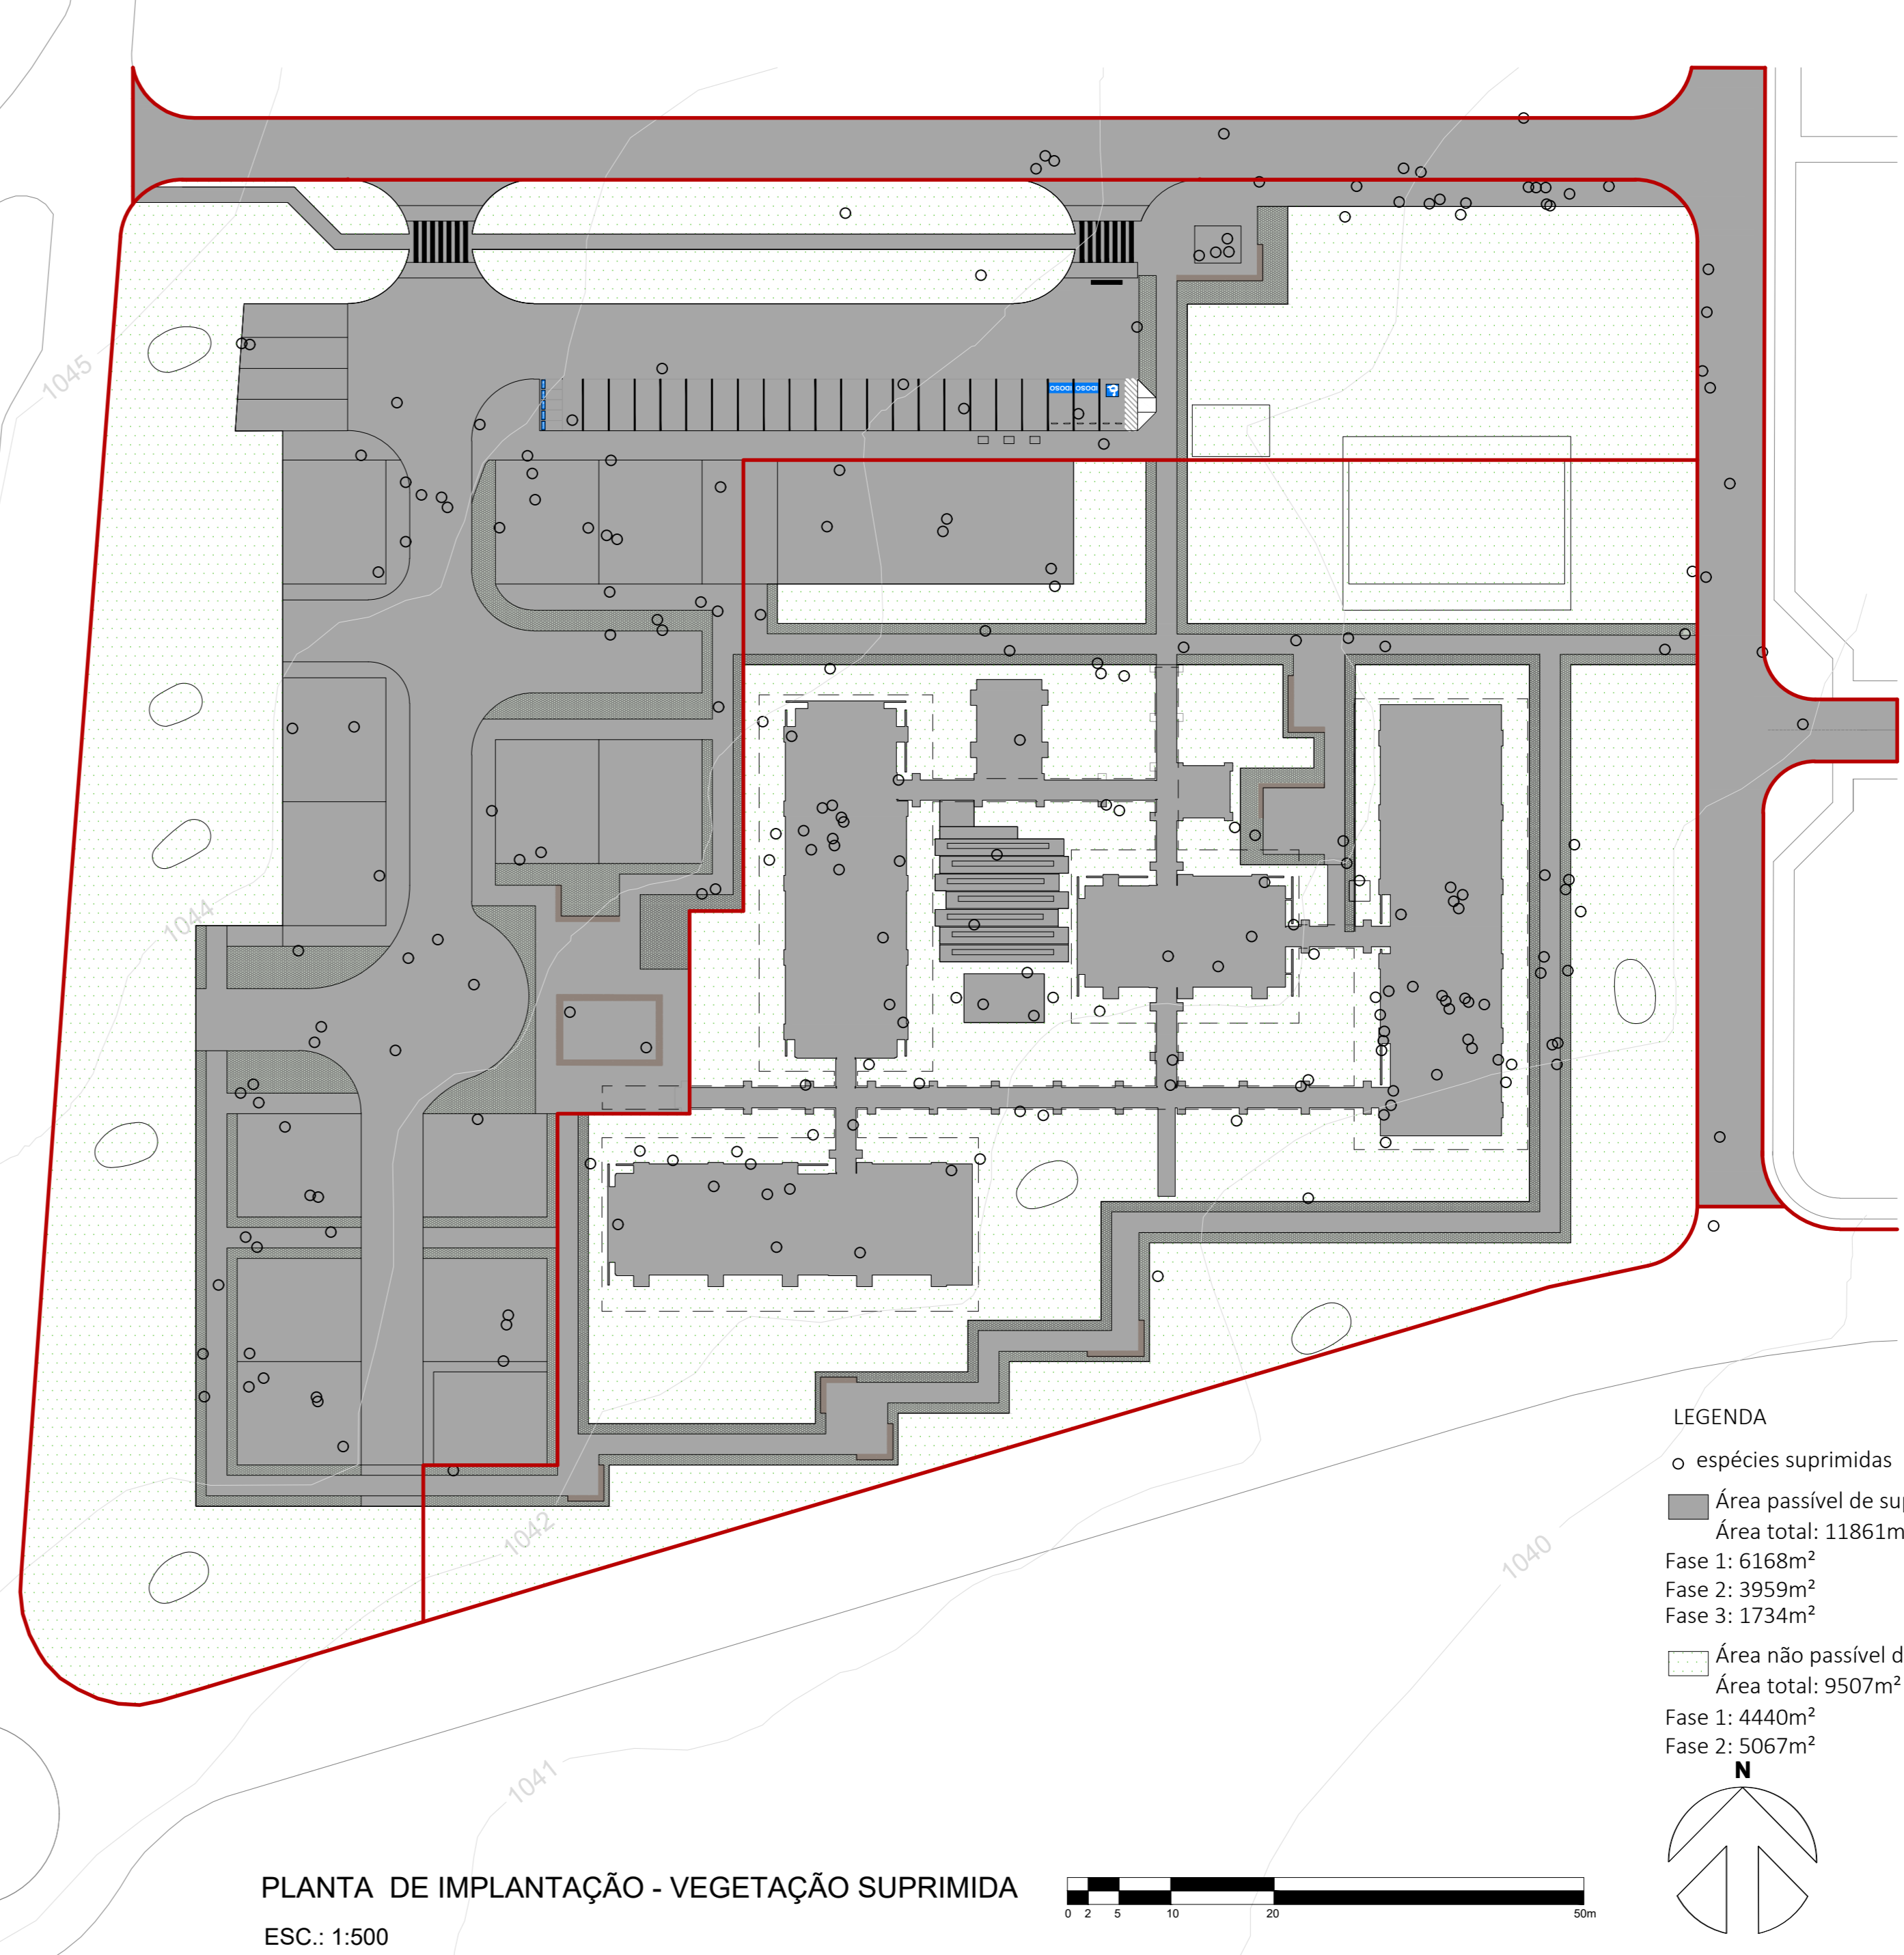 1045
IDOSO IDOSO
1044
LEGENDA
espécies suprimidas
Área passível de
Área total: 11861m
Fase 1: 6168m²
Fase 2: 3959m²
Fase 3: 1734m²
Área não passível
Área total: 9507m²
Fase 1: 4440m²
Fase 2: 5067m²
N
1042
1040
1041
PLANTA DE IMPLANTAÇÃO - VEGETAÇÃO SUPRIMIDA
ESC.: 1:500
0 2 5 10 20 50m